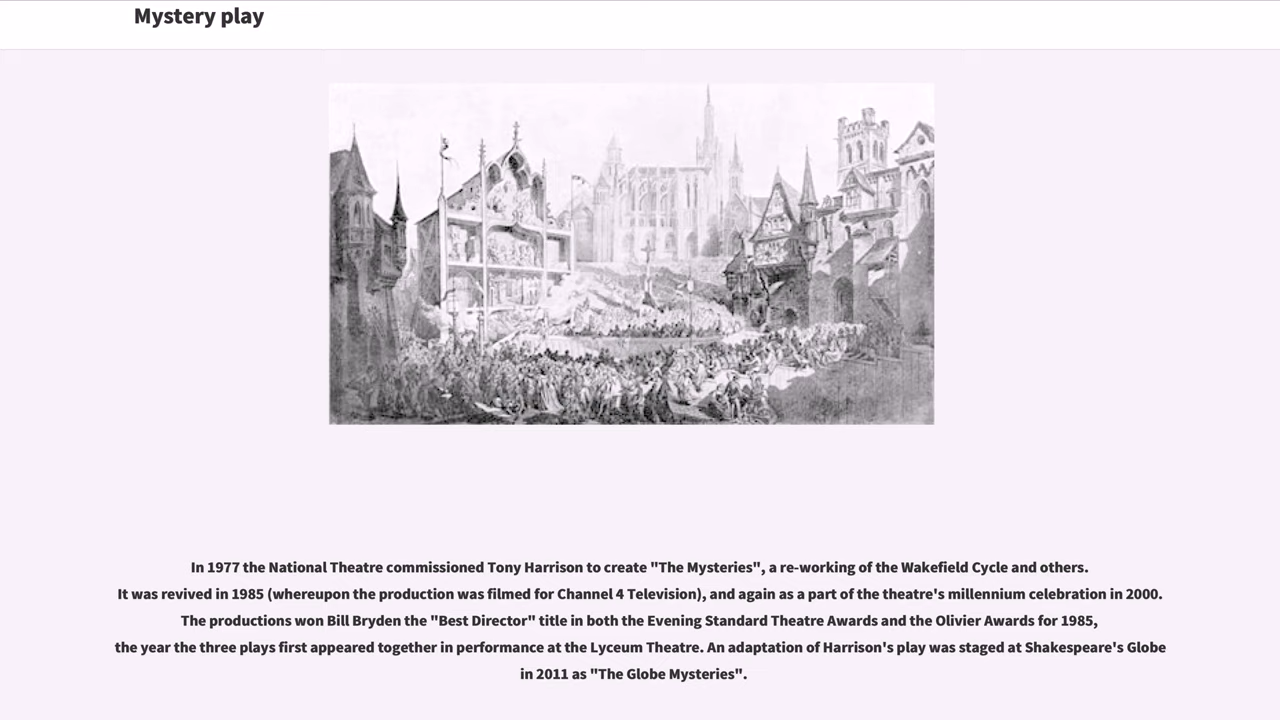 Mystery play
In 1977 the National Theatre commissioned Tony Harrison to create "The Mysteries", a re-working of the Wakefield Cycle and others.
It was revived in 1985 (whereupon the production was filmed for Channel 4 Television), and again as a part of the theatre's millennium celebration in 2000.
The productions won Bill Bryden the "Best Director" title in both the Evening Standard Theatre Awards and the Olivier Awards for 1985,
the year the three plays first appeared together in performance at the Lyceum Theatre. An adaptation of Harrison's play was staged at Shakespeare's Globe
in 2011 as "The Globe Mysteries".